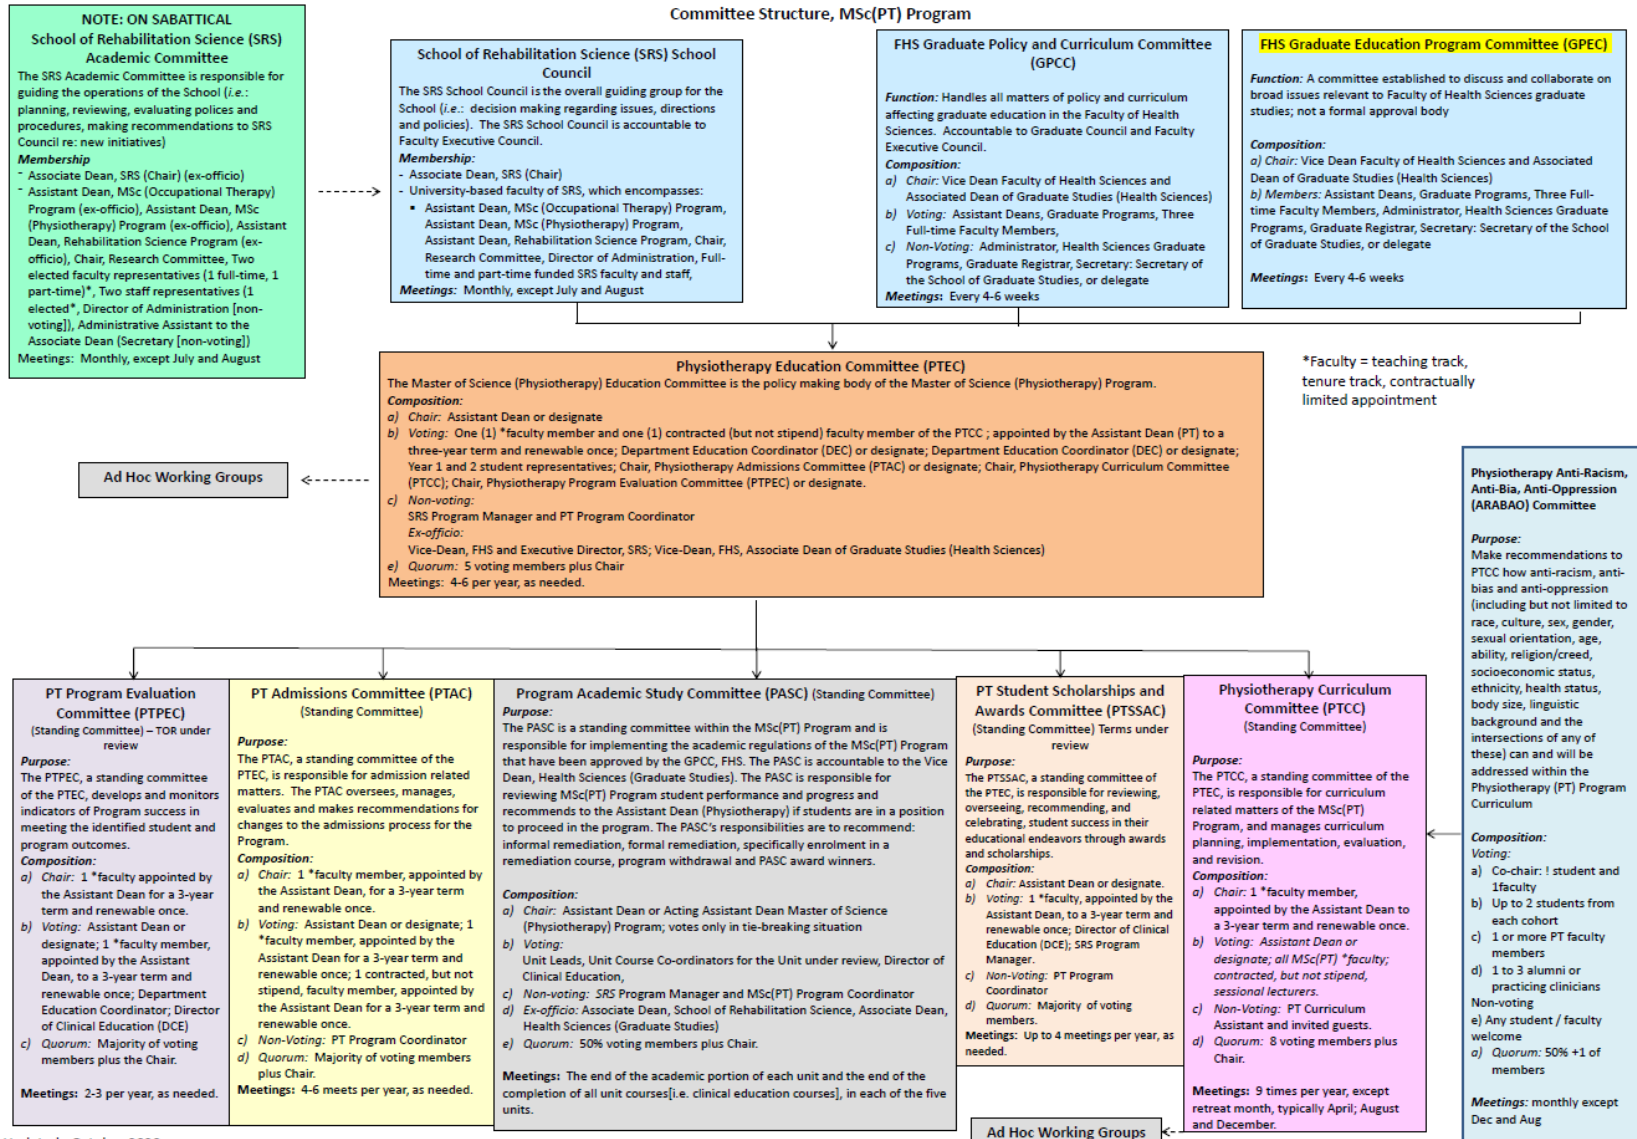 Committee Structure, MSc(PT) Program
NOTE: ON SABATTICAL
School of Rehabilitation Science (SRS)
Academic Committee
The SRS Academic Committee is responsible for
guiding the operations of the School (i.e.:
planning, reviewing, evaluating polices and
procedures, making recommendations to SRS
Council re: new initiatives)
Membership
- Associate Dean, SRS (Chair) (ex-officio)
- Assistant Dean, MSc (Occupational Therapy)
Program (ex-officio), Assistant Dean, MSc
(Physiotherapy) Program (ex-officio), Assistant
Dean, Rehabilitation Science Program (ex-
officio), Chair, Research Committee, Two
elected faculty representatives (1 full-time, 1
part-time)*, Two staff representatives (1
elected*, Director of Administration [non-
voting]), Administrative Assistant to the
Associate Dean (Secretary [non-voting])
Meetings: Monthly, except July and August
School of Rehabilitation Science (SRS) School
Council
The SRS School Council is the overall guiding group for the
School (i.e.: decision making regarding issues, directions
and policies). The SRS School Council is accountable to
Faculty Executive Council.
Membership:
- Associate Dean, SRS (Chair)
- University-based faculty of SRS, which encompasses:
▪ Assistant Dean, MSc (Occupational Therapy) Program,
Assistant Dean, MSc (Physiotherapy) Program,
Assistant Dean, Rehabilitation Science Program, Chair,
Research Committee, Director of Administration, Full-
time and part-time funded SRS faculty and staff,
Meetings: Monthly, except July and August
FHS Graduate Policy and Curriculum Committee
(GPCC)
Function: Handles all matters of policy and curriculum
affecting graduate education in the Faculty of Health
Sciences. Accountable to Graduate Council and Faculty
Executive Council.
Composition:
a) Chair: Vice Dean Faculty of Health Sciences and
Associated Dean of Graduate Studies (Health Sciences)
b) Voting: Assistant Deans, Graduate Programs, Three
Full-time Faculty Members,
c) Non-Voting: Administrator, Health Sciences Graduate
Programs, Graduate Registrar, Secretary: Secretary of
the School of Graduate Studies, or delegate
Meetings: Every 4-6 weeks
FHS Graduate Education Program Committee (GPEC)
Function: A committee established to discuss and collaborate on
broad issues relevant to Faculty of Health Sciences graduate
studies; not a formal approval body
Composition:
a) Chair: Vice Dean Faculty of Health Sciences and Associated
Dean of Graduate Studies (Health Sciences)
b) Members: Assistant Deans, Graduate Programs, Three Full-
time Faculty Members, Administrator, Health Sciences Graduate
Programs, Graduate Registrar, Secretary: Secretary of the School
of Graduate Studies, or delegate
Meetings: Every 4-6 weeks
Physiotherapy Education Committee (PTEC)
The Master of Science (Physiotherapy) Education Committee is the policy making body of the Master of Science (Physiotherapy) Program.
Composition:
a) Chair: Assistant Dean or designate
b) Voting: One (1) *faculty member and one (1) contracted (but not stipend) faculty member of the PTCC ; appointed by the Assistant Dean (PT) to a
three-year term and renewable once; Department Education Coordinator (DEC) or designate; Department Education Coordinator (DEC) or designate;
Year 1 and 2 student representatives; Chair, Physiotherapy Admissions Committee (PTAC) or designate; Chair, Physiotherapy Curriculum Committee
(PTCC); Chair, Physiotherapy Program Evaluation Committee (PTPEC) or designate.
c) Non-voting:
SRS Program Manager and PT Program Coordinator
Ex-officio:
Vice-Dean, FHS and Executive Director, SRS; Vice-Dean, FHS, Associate Dean of Graduate Studies (Health Sciences)
e) Quorum: 5 voting members plus Chair
Meetings: 4-6 per year, as needed.
*Faculty = teaching track,
tenure track, contractually
limited appointment
Ad Hoc Working Groups
Physiotherapy Anti-Racism,
Anti-Bia, Anti-Oppression
(ARABAO) Committee
Purpose:
Make recommendations to
PTCC how anti-racism, anti-
bias and anti-oppression
(including but not limited to
race, culture, sex, gender,
sexual orientation, age,
ability, religion/creed,
socioeconomic status,
ethnicity, health status,
body size, linguistic
background and the
intersections of any of
these) can and will be
addressed within the
Physiotherapy (PT) Program
Curriculum
Composition:
Voting:
a) Co-chair: ! student and
1faculty
b) Up to 2 students from
each cohort
c) 1 or more PT faculty
members
d) 1 to 3 alumni or
practicing clinicians
Non-voting
e) Any student / faculty
welcome
a) Quorum: 50% +1 of
members
Meetings: monthly except
Dec and Aug
PT Program Evaluation
Committee (PTPEC)
(Standing Committee) – TOR under
review
Purpose:
The PTPEC, a standing committee
of the PTEC, develops and monitors
indicators of Program success in
meeting the identified student and
program outcomes.
Composition:
a) Chair: 1 *faculty appointed by
the Assistant Dean for a 3-year
term and renewable once.
b) Voting: Assistant Dean or
designate; 1 *faculty member,
appointed by the Assistant
Dean, to a 3-year term and
renewable once; Department
Education Coordinator; Director
of Clinical Education (DCE)
c) Quorum: Majority of voting
members plus the Chair.
Meetings: 2-3 per year, as needed.
PT Admissions Committee (PTAC)
(Standing Committee)
Purpose:
The PTAC, a standing committee of the
PTEC, is responsible for admission related
matters. The PTAC oversees, manages,
evaluates and makes recommendations for
changes to the admissions process for the
Program.
Composition:
a) Chair: 1 *faculty member, appointed by
the Assistant Dean, for a 3-year term
and renewable once.
b) Voting: Assistant Dean or designate; 1
*faculty member, appointed by the
Assistant Dean for a 3-year term and
renewable once; 1 contracted, but not
stipend, faculty member, appointed by
the Assistant Dean for a 3-year term and
renewable once.
c) Non-Voting: PT Program Coordinator
d) Quorum: Majority of voting members
plus Chair.
Meetings: 4-6 meets per year, as needed.
Program Academic Study Committee (PASC) (Standing Committee)
Purpose:
The PASC is a standing committee within the MSc(PT) Program and is
responsible for implementing the academic regulations of the MSc(PT) Program
that have been approved by the GPCC, FHS. The PASC is accountable to the Vice
Dean, Health Sciences (Graduate Studies). The PASC is responsible for
reviewing MSc(PT) Program student performance and progress and
recommends to the Assistant Dean (Physiotherapy) if students are in a position
to proceed in the program. The PASC's responsibilities are to recommend:
informal remediation, formal remediation, specifically enrolment in a
remediation course, program withdrawal and PASC award winners.
Composition:
a) Chair: Assistant Dean or Acting Assistant Dean Master of Science
(Physiotherapy) Program; votes only in tie-breaking situation
b) Voting:
Unit Leads, Unit Course Co-ordinators for the Unit under review, Director of
Clinical Education,
c) Non-voting: SRS Program Manager and MSc(PT) Program Coordinator
d) Ex-officio: Associate Dean, School of Rehabilitation Science, Associate Dean,
Health Sciences (Graduate Studies)
e) Quorum: 50% voting members plus Chair.
Meetings: The end of the academic portion of each unit and the end of the
completion of all unit courses[i.e. clinical education courses], in each of the five
units.
PT Student Scholarships and
Awards Committee (PTSSAC)
(Standing Committee) Terms under
review
Purpose:
The PTSSAC, a standing committee of
the PTEC, is responsible for reviewing,
overseeing, recommending, and
celebrating, student success in their
educational endeavors through awards
and scholarships.
Composition:
a) Chair: Assistant Dean or designate.
b) Voting: 1 *faculty, appointed by the
Assistant Dean, to a 3-year term and
renewable once; Director of Clinical
Education (DCE); SRS Program
Manager.
c) Non-Voting: PT Program
Coordinator
d) Quorum: Majority of voting
members.
Meetings: Up to 4 meetings per year, as
needed.
Physiotherapy Curriculum
Committee (PTCC)
(Standing Committee)
Purpose:
The PTCC, a standing committee of the
PTEC, is responsible for curriculum
related matters of the MSc(PT)
Program, and manages curriculum
planning, implementation, evaluation,
and revision.
Composition:
a) Chair: 1 *faculty member,
appointed by the Assistant Dean to
a 3-year term and renewable once.
b) Voting: Assistant Dean or
designate; all MSc(PT) *faculty;
contracted, but not stipend,
sessional lecturers.
c) Non-Voting: PT Curriculum
Assistant and invited guests.
d) Quorum: 8 voting members plus
Chair.
Meetings: 9 times per year, except
retreat month, typically April; August
and December.
Ad Hoc Working Groups